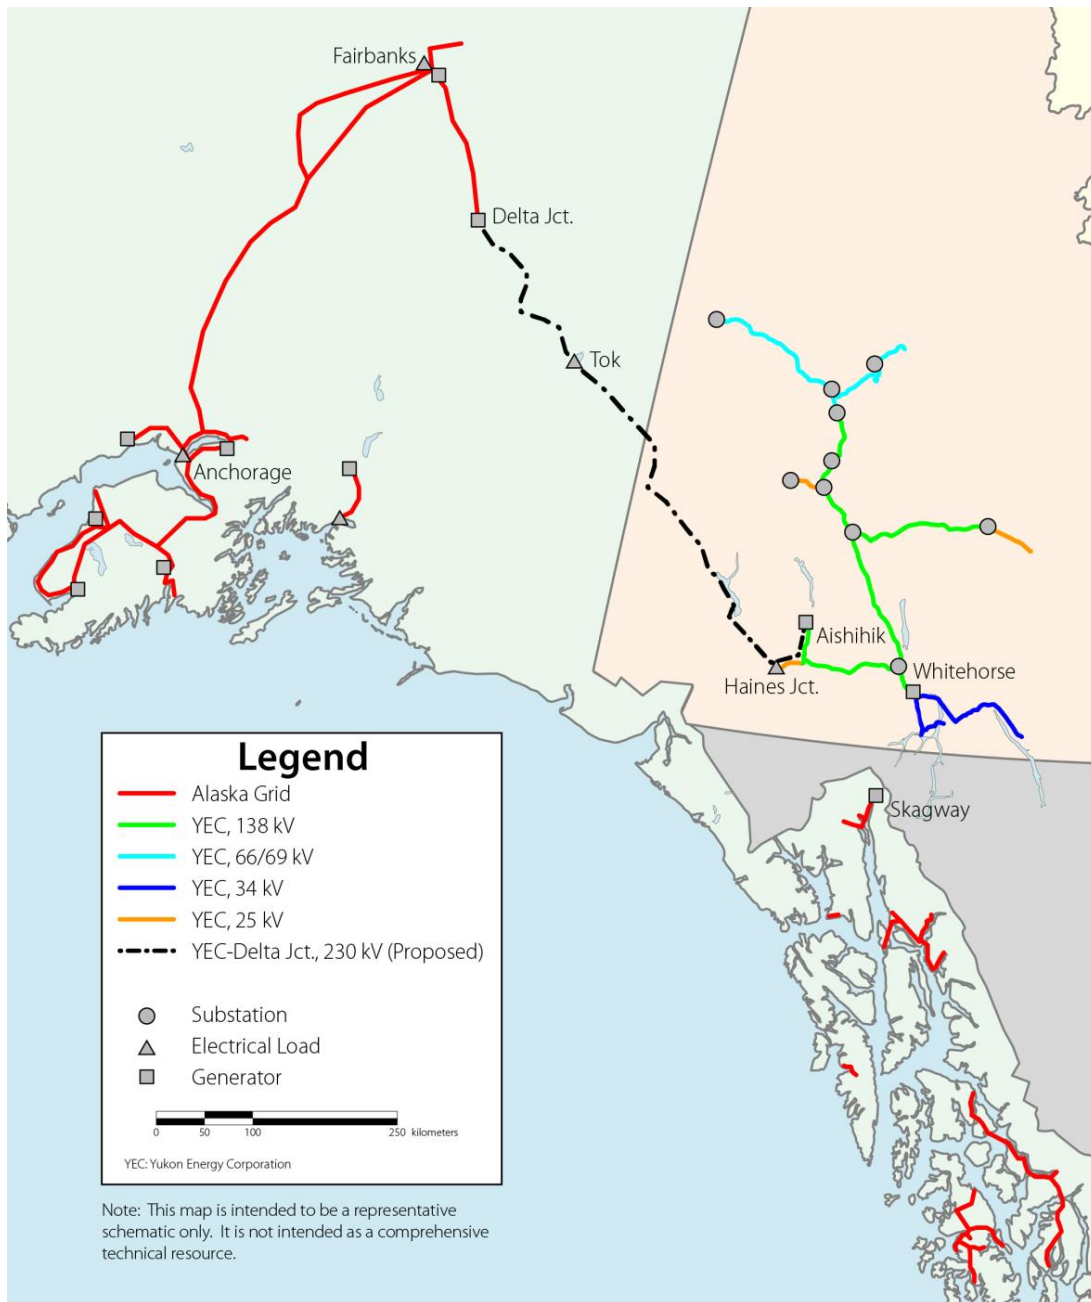 Fairbanks
Delta Jct.
Tok
Anchorage
Aishihik
Whitehorse
Haines Jct.
Skagway
Legend
Alaska Grid
YEC, 138 kV
YEC, 66/69 kV
YEC, 34 kV
YEC, 25 kV
YEC-Delta Jct., 230 kV (Proposed)
Substation
Electrical Load
Generator
0 50 100 250 kilometers
YEC: Yukon Energy Corporation
Note: This map is intended to be a representative
schematic only. It is not intended as a comprehensive
technical resource.